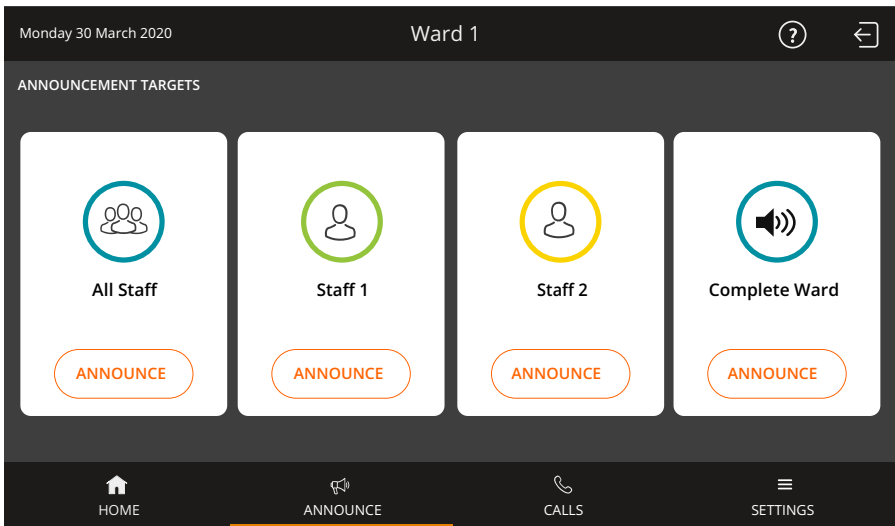 Monday 30 March 2020
Ward 1
?
ANNOUNCEMENT TARGETS
All Staff
Staff 1
Staff 2
Complete Ward
ANNOUNCE
ANNOUNCE
ANNOUNCE
ANNOUNCE
HOME
ANNOUNCE
CALLS
SETTINGS